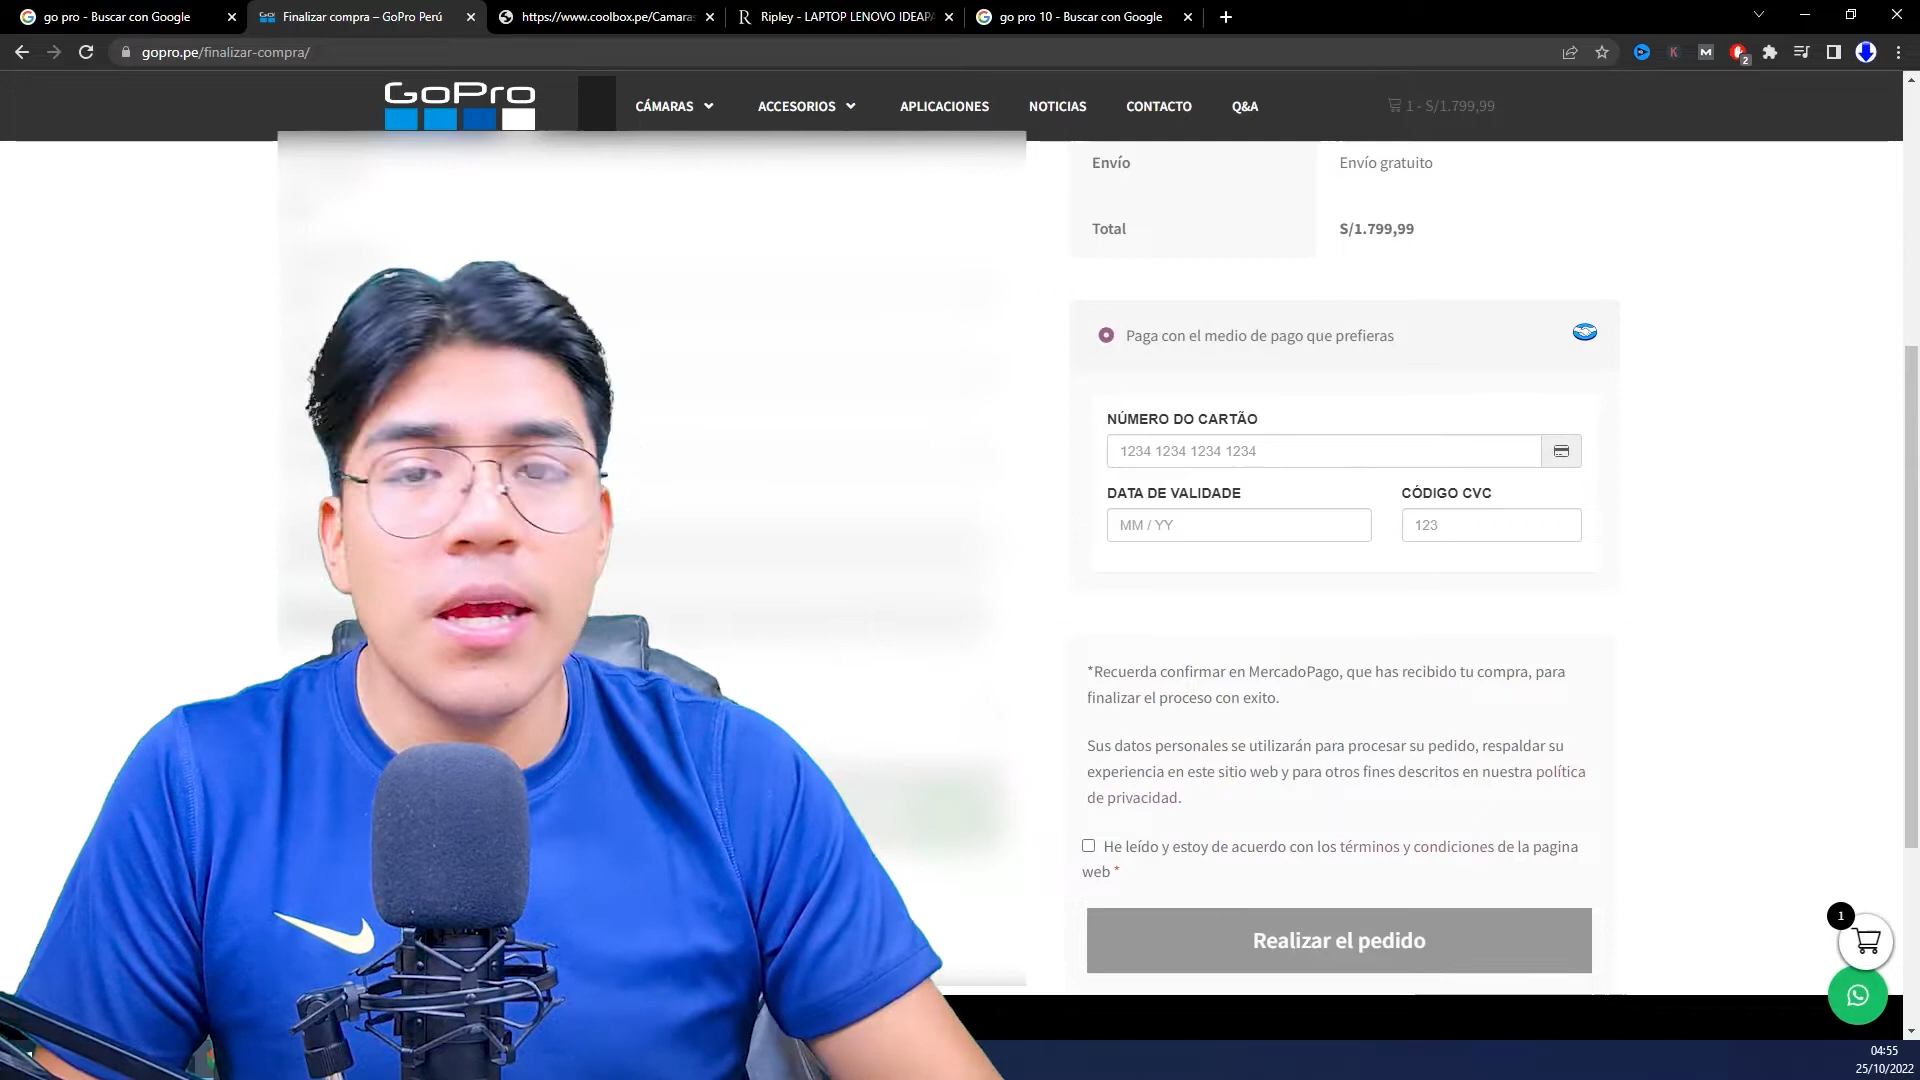 go pro - Buscar con Google
Finalizar compra – GoPro Perú
https://www.coolbox.pe/Camaras
Ripley - LAPTOP LENOVO IDEAPA
go pro 10 - Buscar con Google
gopro.pe/finalizar-compra/
K
M
2
GoPro
CÁMARAS
ACCESORIOS
APLICACIONES
NOTICIAS
CONTACTO
Q&A
1 - S/1.799,99
Envío
Envío gratuito
Total
S/1.799,99
Paga con el medio de pago que prefieras
NÚMERO DO CARTÃO
1234 1234 1234 1234
DATA DE VALIDADE
CÓDIGO CVC
MM / YY
123
*Recuerda confirmar en MercadoPago, que has recibido tu compra, para
finalizar el proceso con exito.
Sus datos personales se utilizarán para procesar su pedido, respaldar su
experiencia en este sitio web y para otros fines descritos en nuestra política
de privacidad.
He leído y estoy de acuerdo con los términos y condiciones de la pagina
web *
Realizar el pedido
1
04:55
25/10/2022